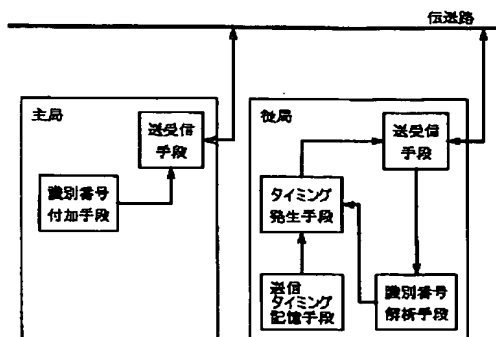 伝送路
主局
送受信
手段
識別番号
付加手段
従局
送受信
手段
タイミング
発生手段
送信
タイミング
記憶手段
識別番号
解析手段